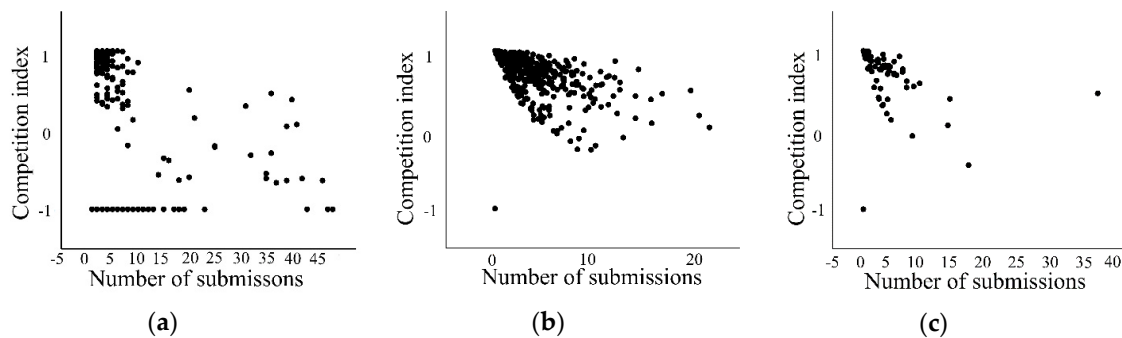 Competition index
1
0
-1
-5 0 5 10 15 20 25 30 35 40 45
Number of submissons
(a)
Competition index
1
0
-1
0 10 20
Number of submissions
(b)
Competition index
1
0
-1
-5 0 5 10 15 20 25 30 35 40
Number of submissions
(c)